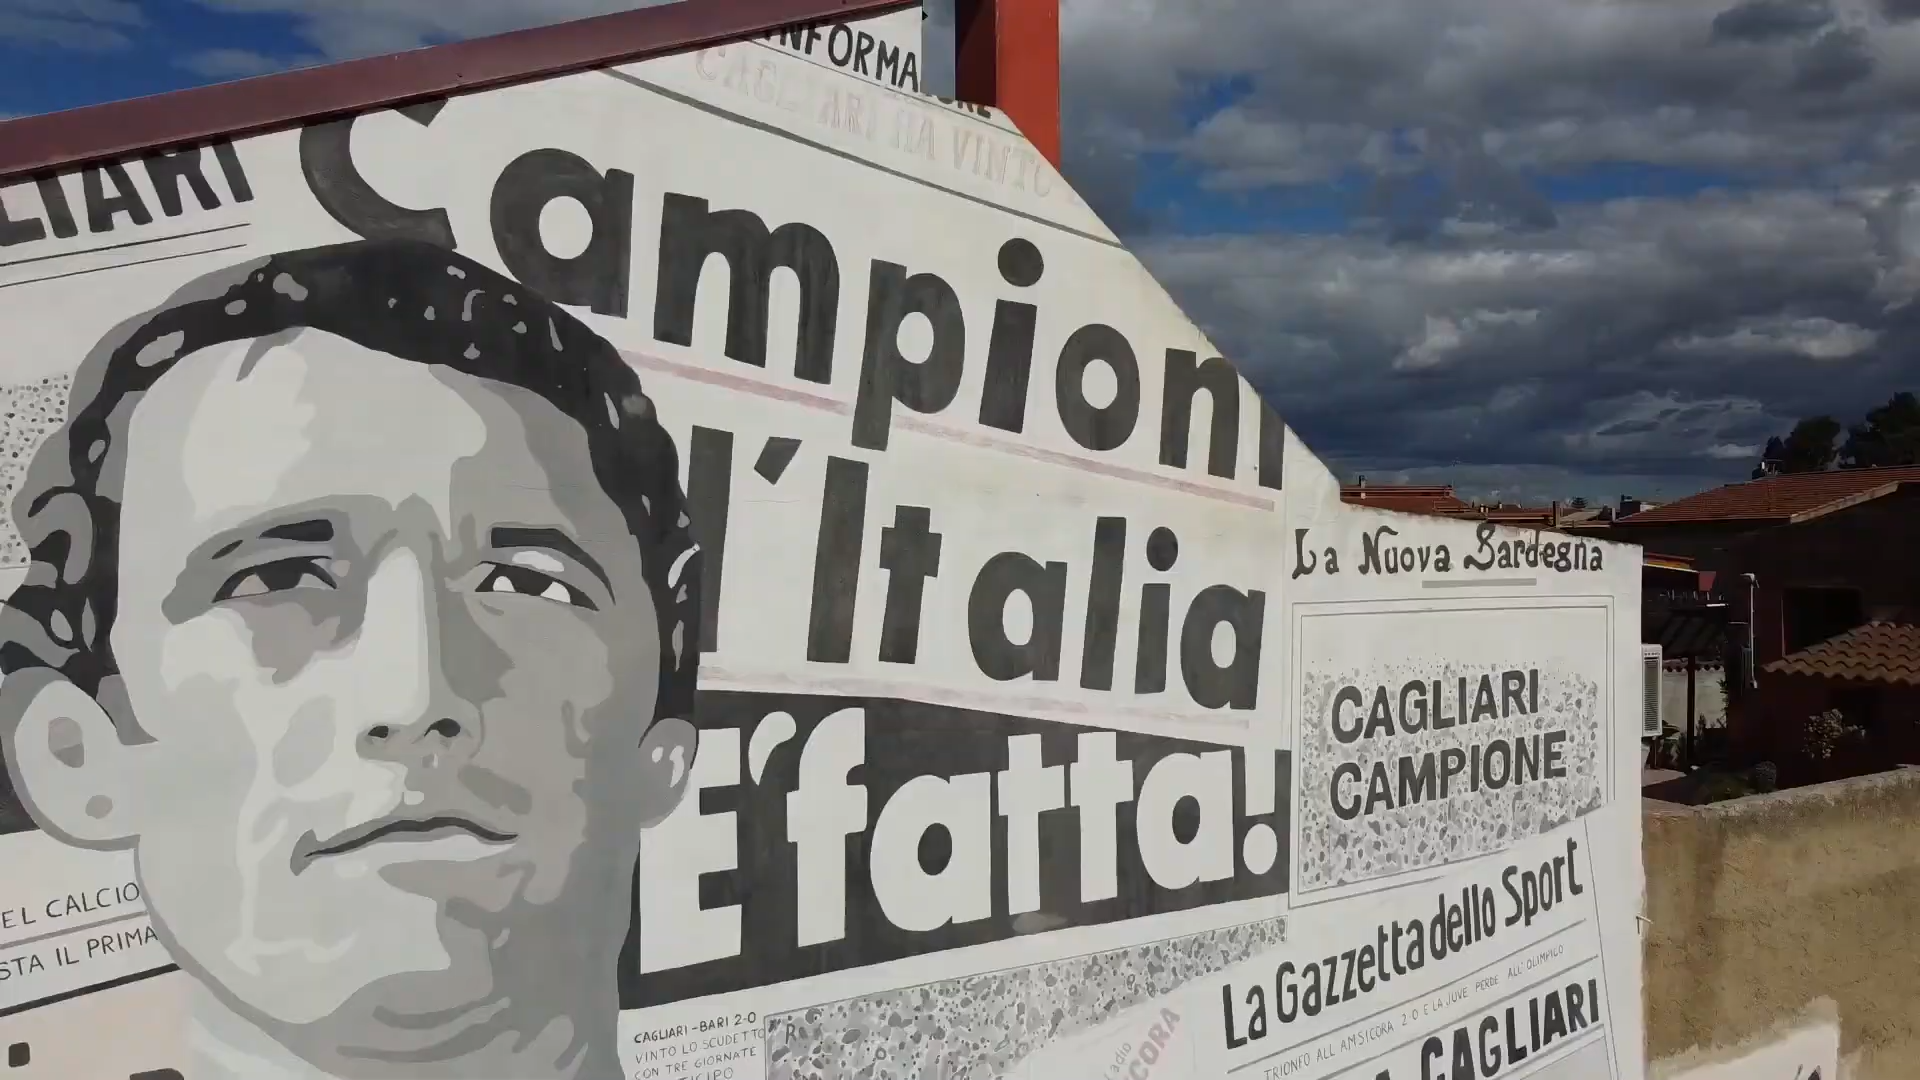 INFORMA
CAGLIARI HA VINTO
LIARI
Campioni
d'Italia
E' fatta!
La Nuova Sardegna
CAGLIARI
CAMPIONE
La Gazzetta dello Sport
TRIONFO ALL AMSICORA 2 0 E LA JUVE PERDE ALL'OLIMPICO
CAGLIARI
EL CALCIO
STA IL PRIMA
CAGLIARI-BARI 2-0
VINTO LO SCUDETTO
CON TRE GIORNATE
TICIPO